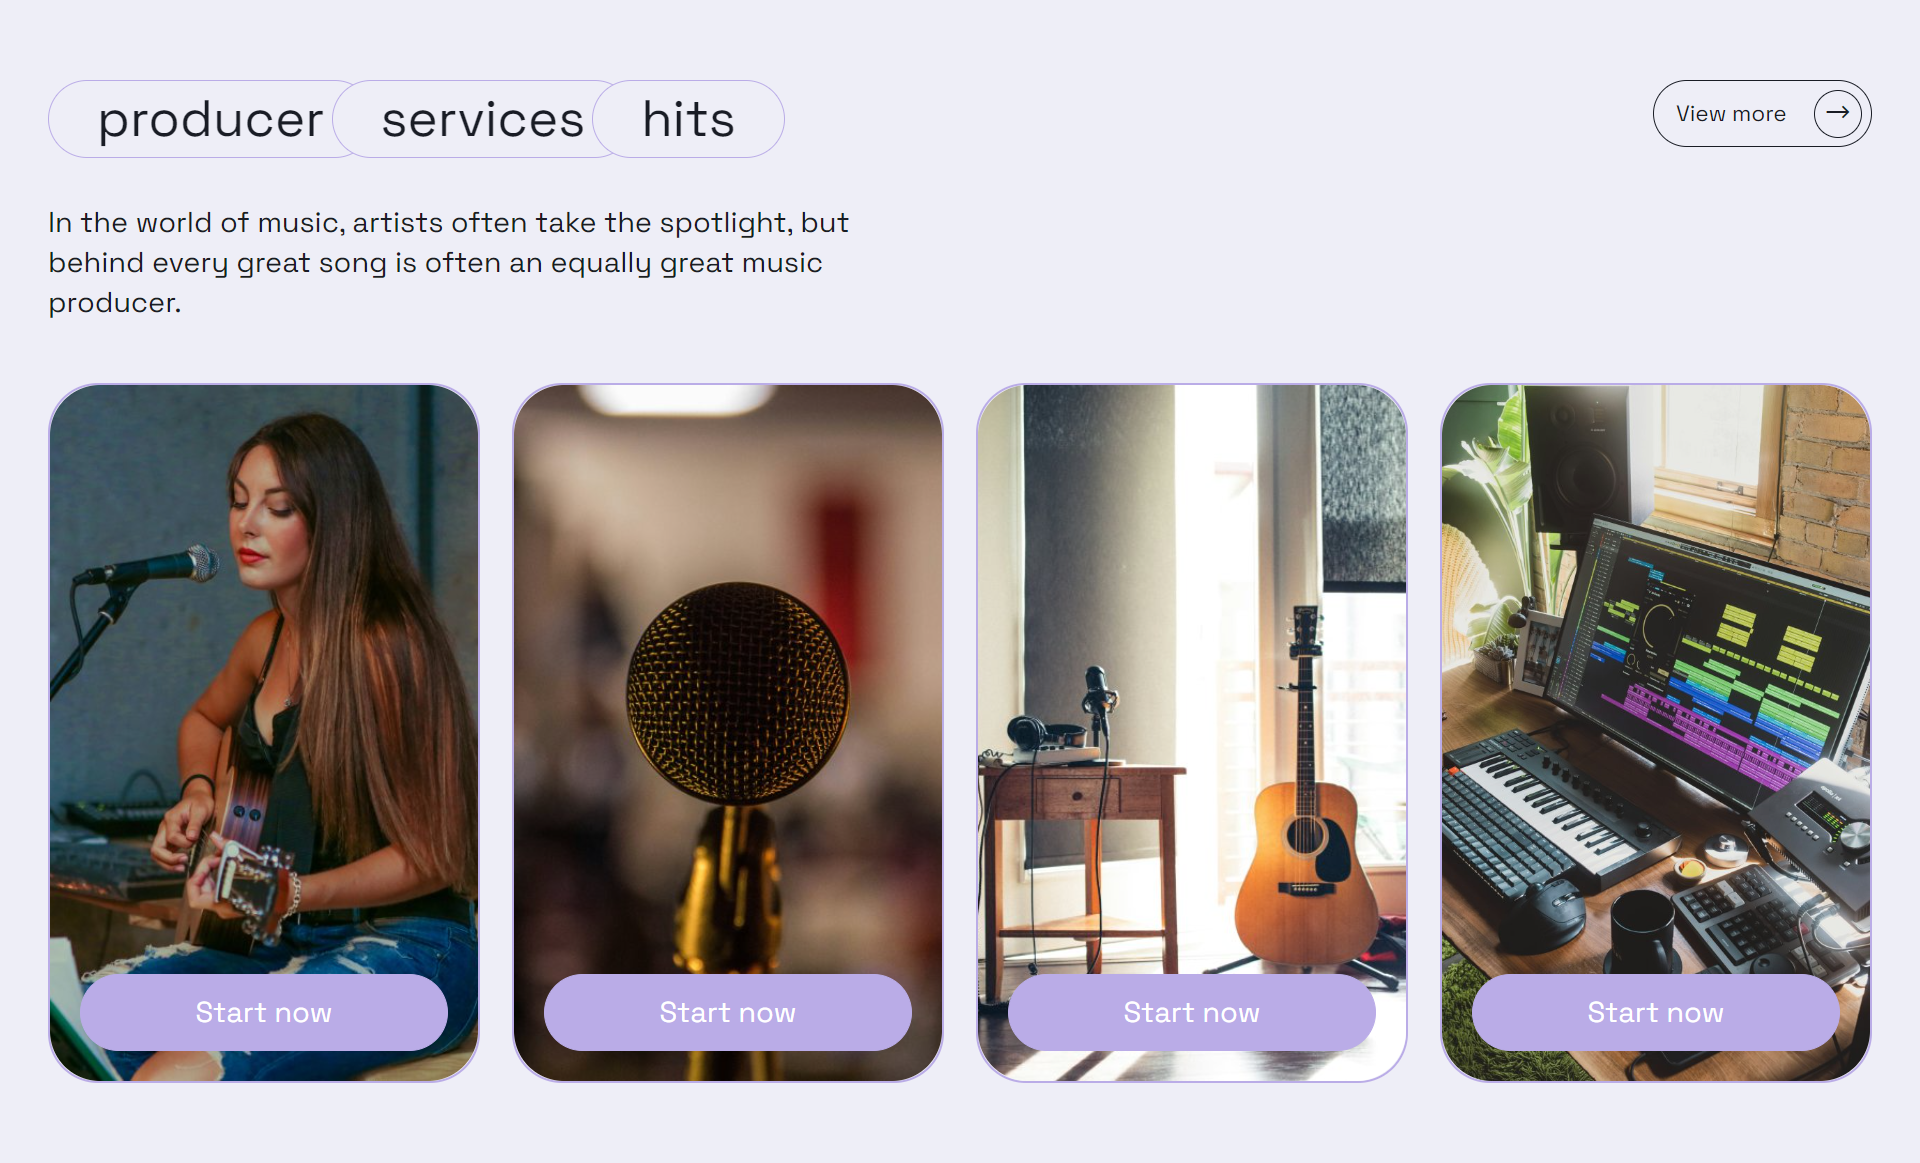 producer services hits
View more
In the world of music, artists often take the spotlight, but
behind every great song is often an equally great music
producer.
Start now
Start now
Start now
Start now